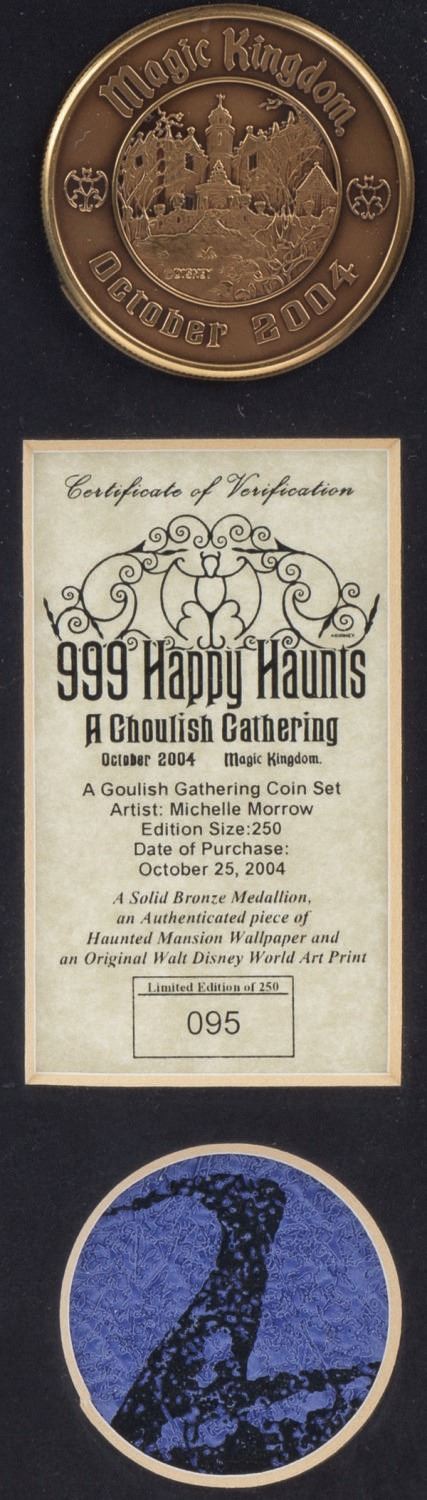 Magic Kingdom
October 2004
©DISNEY
Certificate of Verification
©DISNEY
999 Happy Haunts
A Ghoulish Gathering
October 2004 Magic Kingdom.
A Goulish Gathering Coin Set
Artist: Michelle Morrow
Edition Size:250
Date of Purchase:
October 25, 2004
A Solid Bronze Medallion,
an Authenticated piece of
Haunted Mansion Wallpaper and
an Original Walt Disney World Art Print
Limited Edition of 250
095